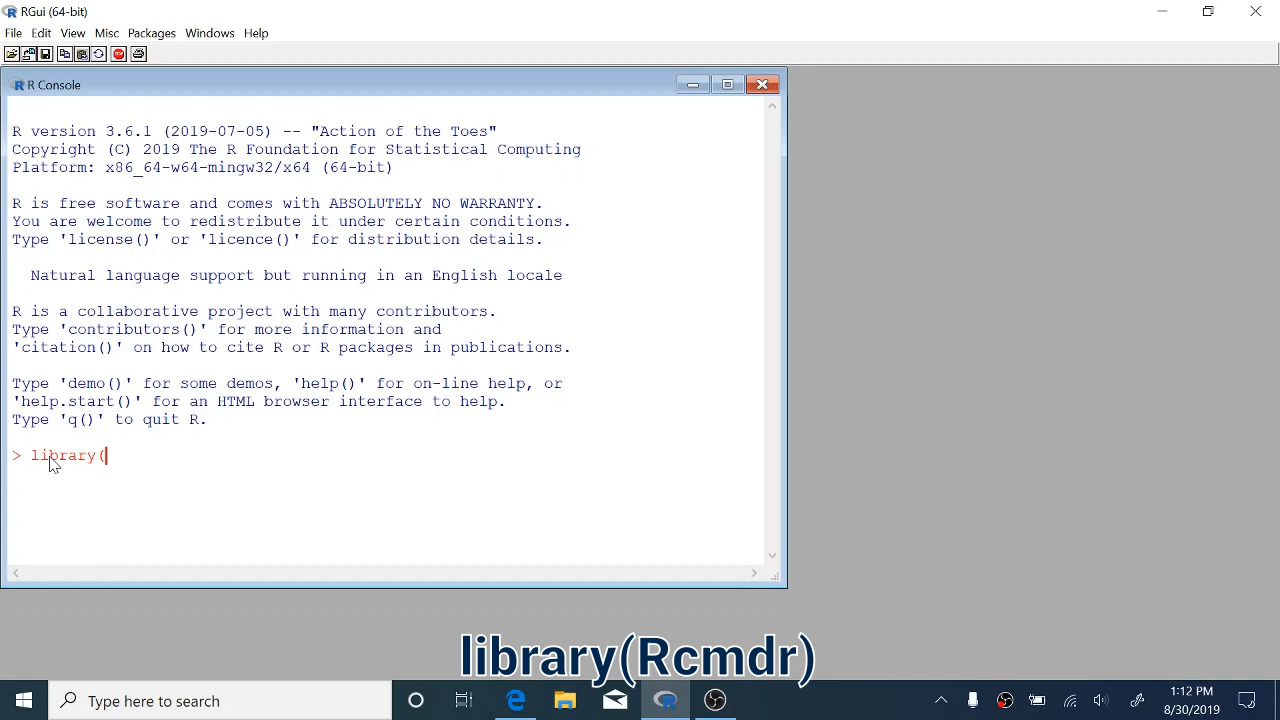 RGui (64-bit)
File Edit View Misc Packages Windows Help
STOP
R Console
R version 3.6.1 (2019-07-05) -- "Action of the Toes"
Copyright (C) 2019 The R Foundation for Statistical Computing
Platform: x86_64-w64-mingw32/x64 (64-bit)
R is free software and comes with ABSOLUTELY NO WARRANTY.
You are welcome to redistribute it under certain conditions.
Type 'license()' or 'licence()' for distribution details.
Natural language support but running in an English locale
R is a collaborative project with many contributors.
Type 'contributors()' for more information and
'citation()' on how to cite R or R packages in publications.
Type 'demo()' for some demos, 'help()' for on-line help, or
'help.start()' for an HTML browser interface to help.
Type 'q()' to quit R.
> library(
library(Rcmdr)
Type here to search
1:12 PM
8/30/2019